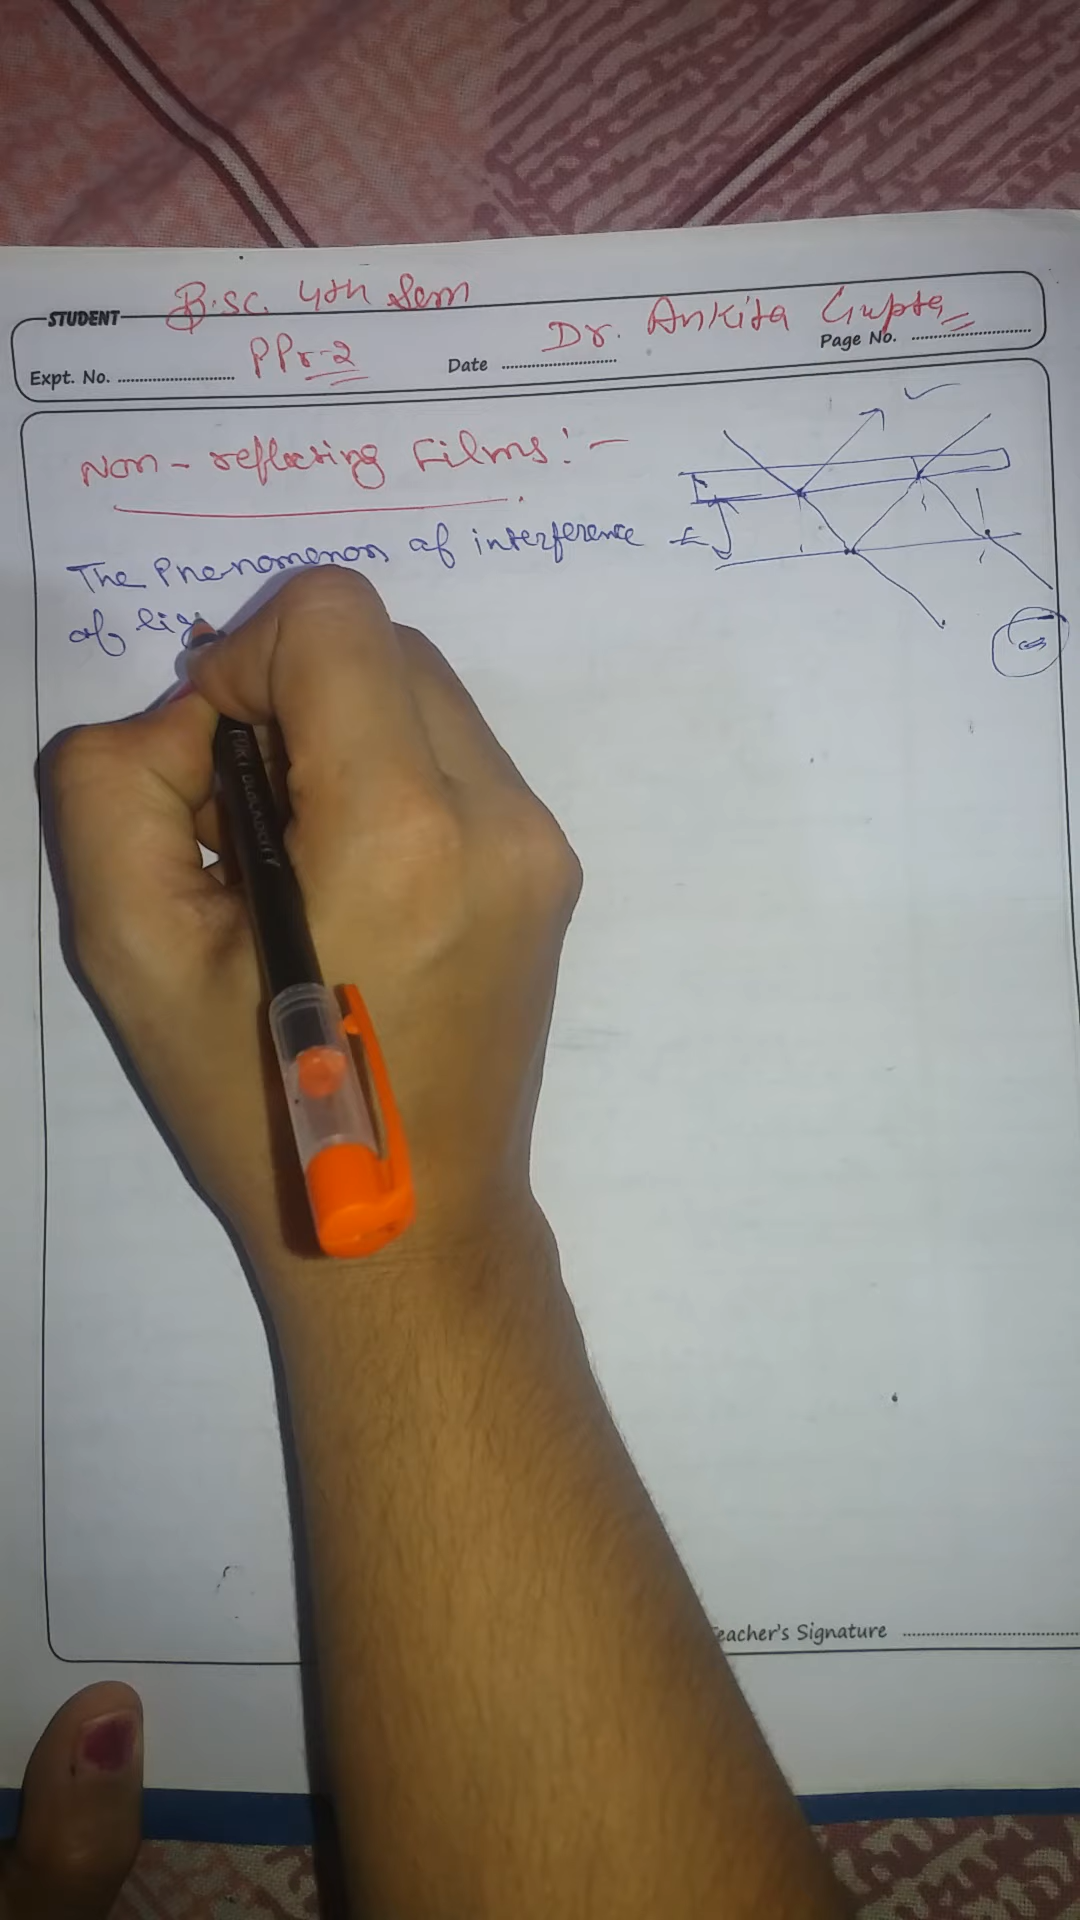 B.sc. 4th Sem
STUDENT
PPr-2
Dr. Ankita Gupta
Expt. No.
Date
Page No.
Non-reflecting Films:-
The Phenomenon of interference
of lig
Teacher's Signature